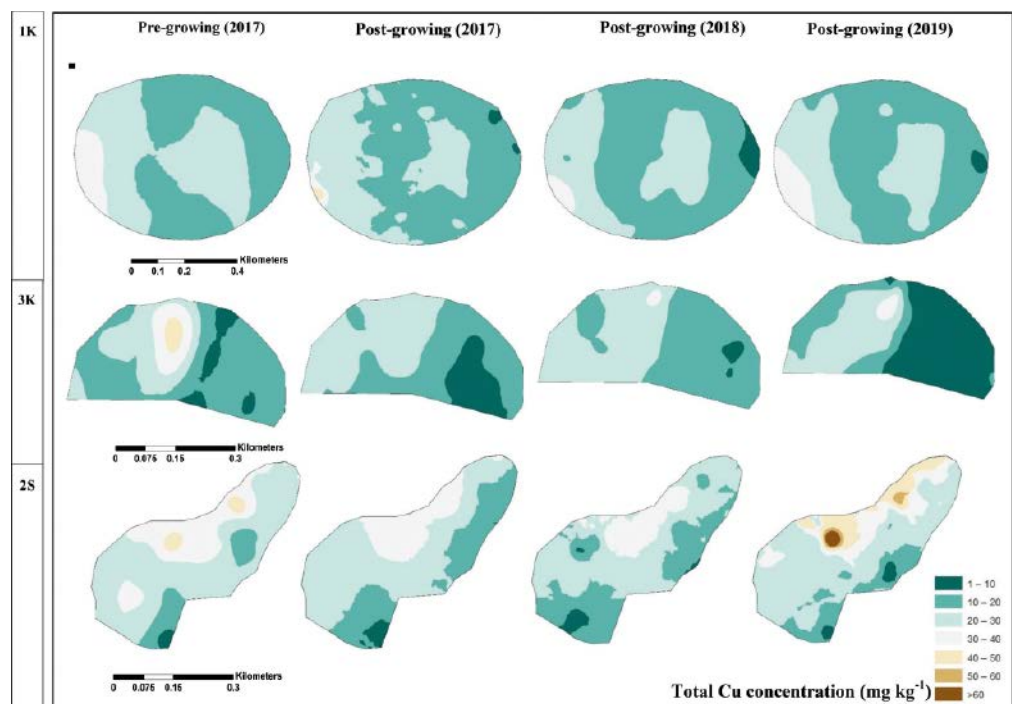 1K
Pre-growing (2017) Post-growing (2017) Post-growing (2018) Post-growing (2019)
Kilometers
0 0.1 0.2 0.4
3K
Kilometers
0 0.075 0.15 0.3
2S
1 – 10
10 – 20
20 – 30
30 – 40
40 – 50
50 – 60
>60
Kilometers
0 0.075 0.15 0.3
Total Cu concentration (mg kg⁻¹)